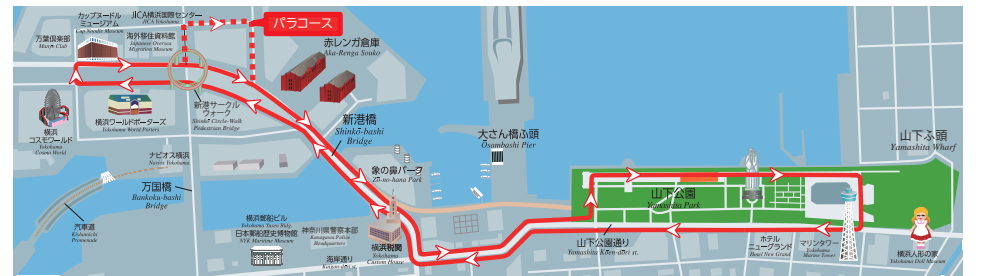 カップヌードル
ミュージアム
Cup Noodle Museum
JICA横浜国際センター
JICA Yokohama
パラコース
万葉倶楽部
Manyo Club
海外移住資料館
Japanese Oversea
Migration Museum
赤レンガ倉庫
Aka-Renga Souko
横浜
コスモワールド
Yokohama
Cosmo World
横浜ワールドポーターズ
Yokohama World Porters
新港サークル
ウォーク
Shinkō Circle-Walk
Pedestrian Bridge
新港橋
Shinkō-bashi
Bridge
ナビオス横浜
Navios Yokohama
万国橋
Bankoku-bashi
Bridge
汽車道
Kishamichi
Promenade
象の鼻パーク
Zō-no-hana Park
大さん橋ふ頭
Osambashi Pier
山下ふ頭
Yamashita Wharf
横浜郵船ビル
Yokohama Yusen Bldg.
日本郵船歴史博物館
NYK Maritime Museum
神奈川県警察本部
Kanagawa Police
Headquarters
海岸通り
Kaigan-dōri st.
横浜税関
Yokohama
Custom House
山下公園
Yamashita Park
山下公園通り
Yamashita Kōen-dōri st.
ホテル
ニューグランド
Hotel New Grand
マリンタワー
Yokohama
Marine Tower
横浜人形の家
Yokohama Doll Museum